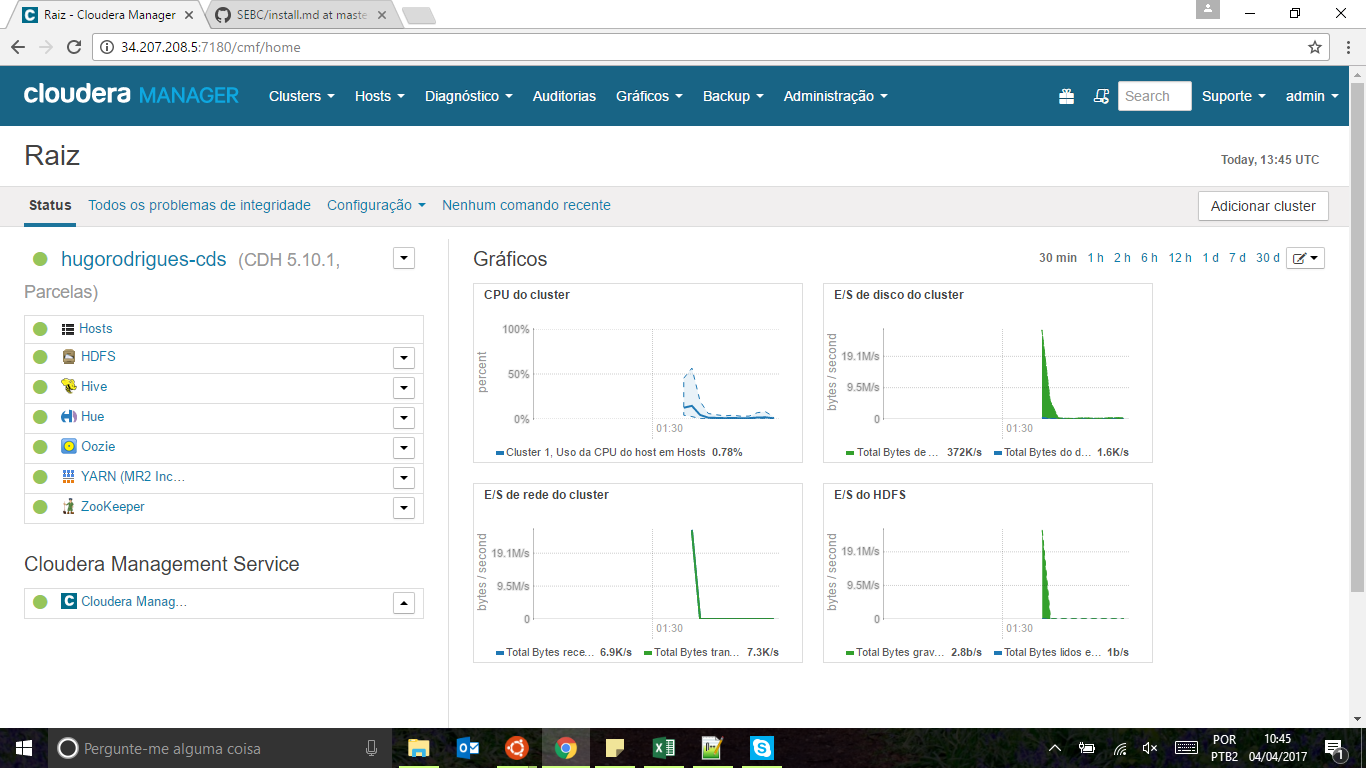 Raiz - Cloudera Manager
SEBC/install.md at maste
34.207.208.5:7180/cmf/home
cloudera MANAGER
Clusters
Hosts
Diagnóstico
Auditorias
Gráficos
Backup
Administração
Search
Suporte
admin
Raiz
Today, 13:45 UTC
Status
Todos os problemas de integridade
Configuração
Nenhum comando recente
Adicionar cluster
hugorodrigues-cds (CDH 5.10.1,
Parcelas)
Hosts
HDFS
Hive
Hue
Oozie
YARN (MR2 Inc…
ZooKeeper
Cloudera Management Service
Cloudera Manag...
Gráficos
30 min 1 h 2 h 6 h 12 h 1 d 7 d 30 d
CPU do cluster
percent
100%
50%
0%
01:30
Cluster 1, Uso da CPU do host em Hosts 0.78%
E/S de disco do cluster
bytes / second
19.1M/s
9.5M/s
0
01:30
Total Bytes de ... 372K/s Total Bytes do d... 1.6K/s
E/S de rede do cluster
bytes / second
19.1M/s
9.5M/s
0
01:30
Total Bytes rece... 6.9K/s Total Bytes tran... 7.3K/s
E/S do HDFS
bytes / second
19.1M/s
9.5M/s
0
01:30
Total Bytes grav... 2.8b/s Total Bytes lidos e... 1b/s
Pergunte-me alguma coisa
POR
PTB2
10:45
04/04/2017
1